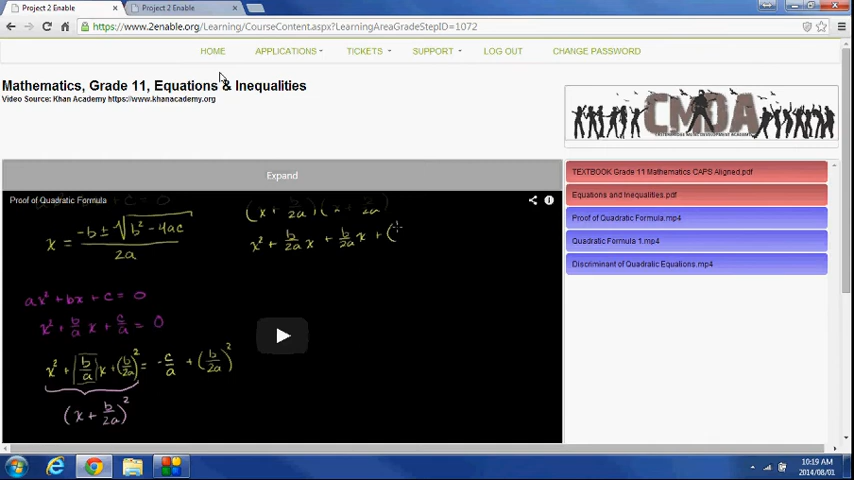 Project 2 Enable
Project 2 Enable
https://www.2enable.org/Learning/CourseContent.aspx?LearningAreaGradeStepID=1072
HOME APPLICATIONS TICKETS SUPPORT LOG OUT CHANGE PASSWORD
Mathematics, Grade 11, Equations & Inequalities
Video Source: Khan Academy https://www.khanacademy.org
CMDA
Expand
Proof of Quadratic Formula
x = (-b ± √(b² - 4ac)) / 2a
ax² + bx + c = 0
x² + b/a x + c/a = 0
x² + b/a x + (b/2a)² = -c/a + (b/2a)²
(x + b/2a)²
(x + b/2a)(x + b/2a)
x² + b/2a x + b/2a x + (
TEXTBOOK Grade 11 Mathematics CAPS Aligned.pdf
Equations and Inequalities.pdf
Proof of Quadratic Formula.mp4
Quadratic Formula 1.mp4
Discriminant of Quadratic Equations.mp4
10:19 AM
2014/08/01